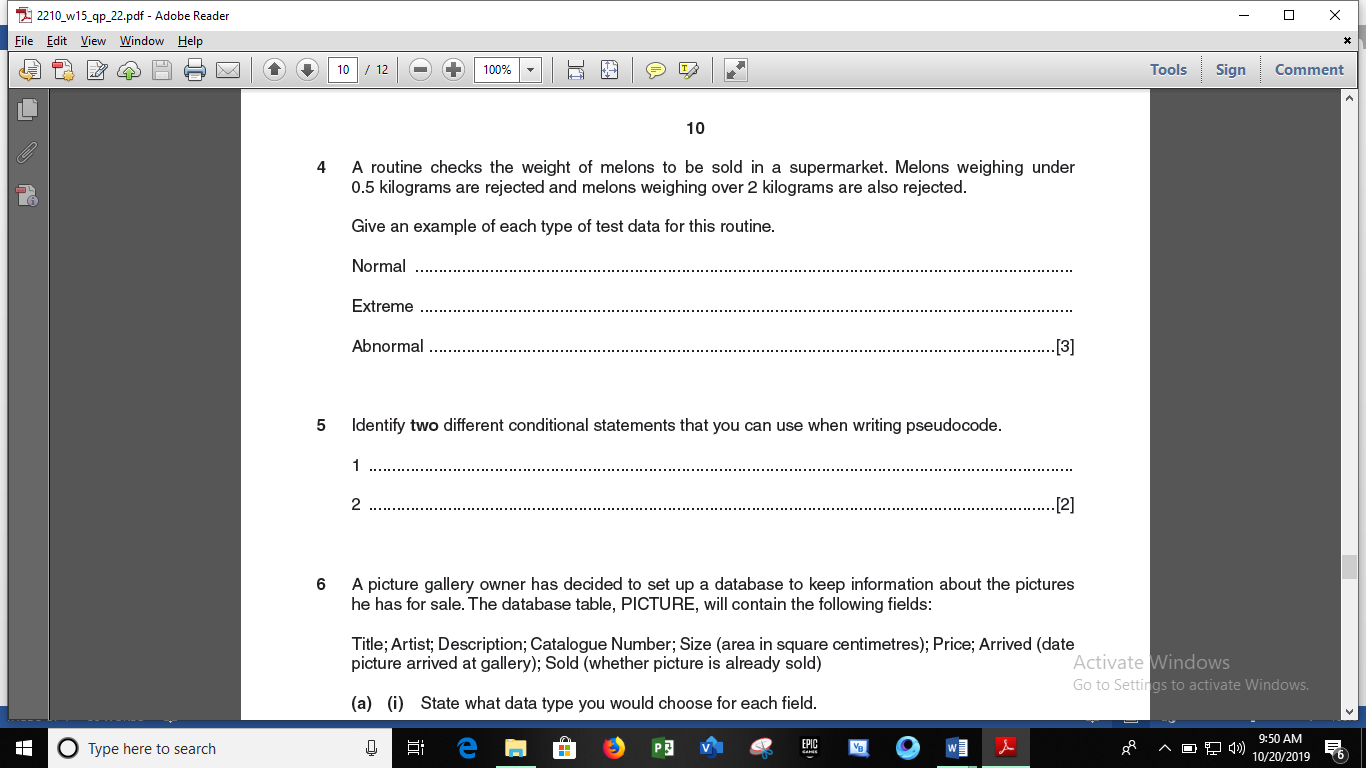 2210_w15_qp_22.pdf - Adobe Reader
File Edit View Window Help
10 / 12 100% Tools Sign Comment
10
4 A routine checks the weight of melons to be sold in a supermarket. Melons weighing under
0.5 kilograms are rejected and melons weighing over 2 kilograms are also rejected.
Give an example of each type of test data for this routine.
Normal ..........
Extreme ..........
Abnormal ..........[3]
5 Identify two different conditional statements that you can use when writing pseudocode.
1 ..........
2 ..........[2]
6 A picture gallery owner has decided to set up a database to keep information about the pictures
he has for sale. The database table, PICTURE, will contain the following fields:
Title; Artist; Description; Catalogue Number; Size (area in square centimetres); Price; Arrived (date
picture arrived at gallery); Sold (whether picture is already sold)
Activate Windows
Go to Settings to activate Windows.
(a) (i) State what data type you would choose for each field.
Type here to search
9:50 AM
10/20/2019
6